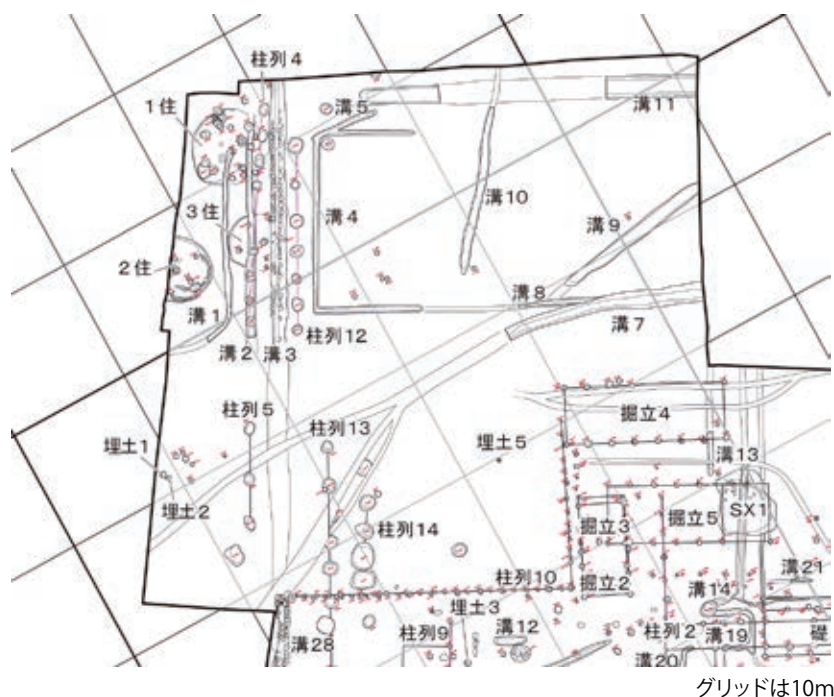 柱列4
1住
溝5
溝11
3住
溝4
溝10
溝9
2住
溝8
溝1
溝7
溝2
溝3
柱列12
柱列5
柱列13
掘立4
埋土1
埋土5
溝13
埋土2
SX1
掘立3
掘立5
柱列14
掘立2
溝21
柱列10
溝14
埋土3
溝28
柱列9
溝12
柱列2
溝19
礎
溝20
グリッドは10m